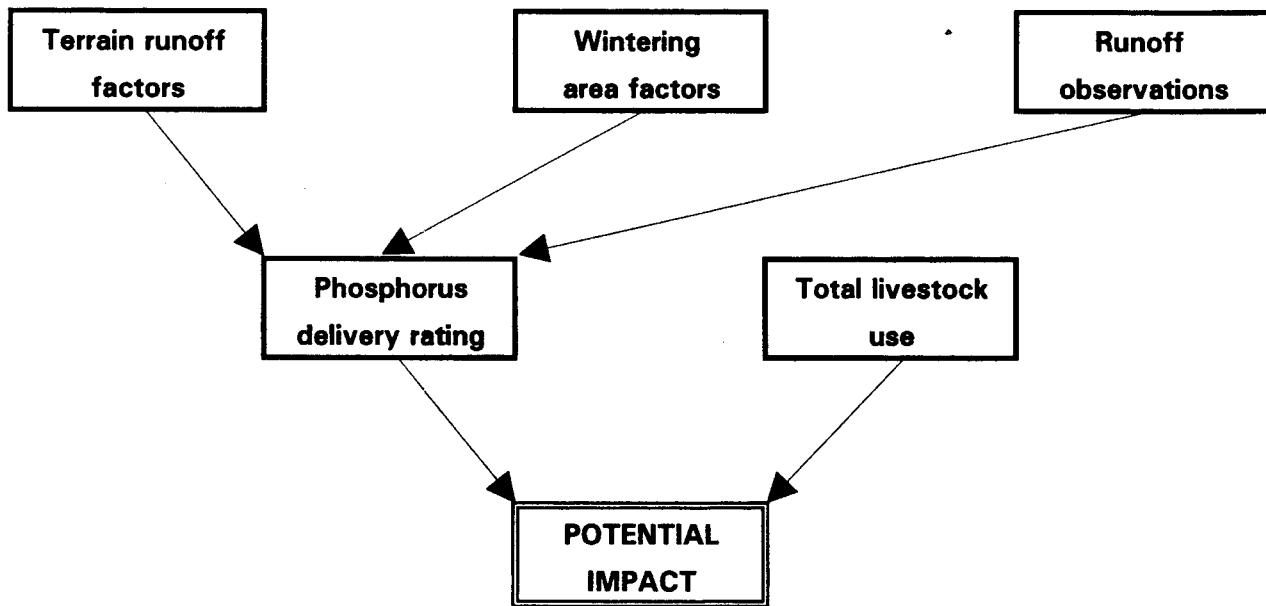 Terrain runoff
factors
Wintering
area factors
Runoff
observations
Phosphorus
delivery rating
Total livestock
use
POTENTIAL
IMPACT